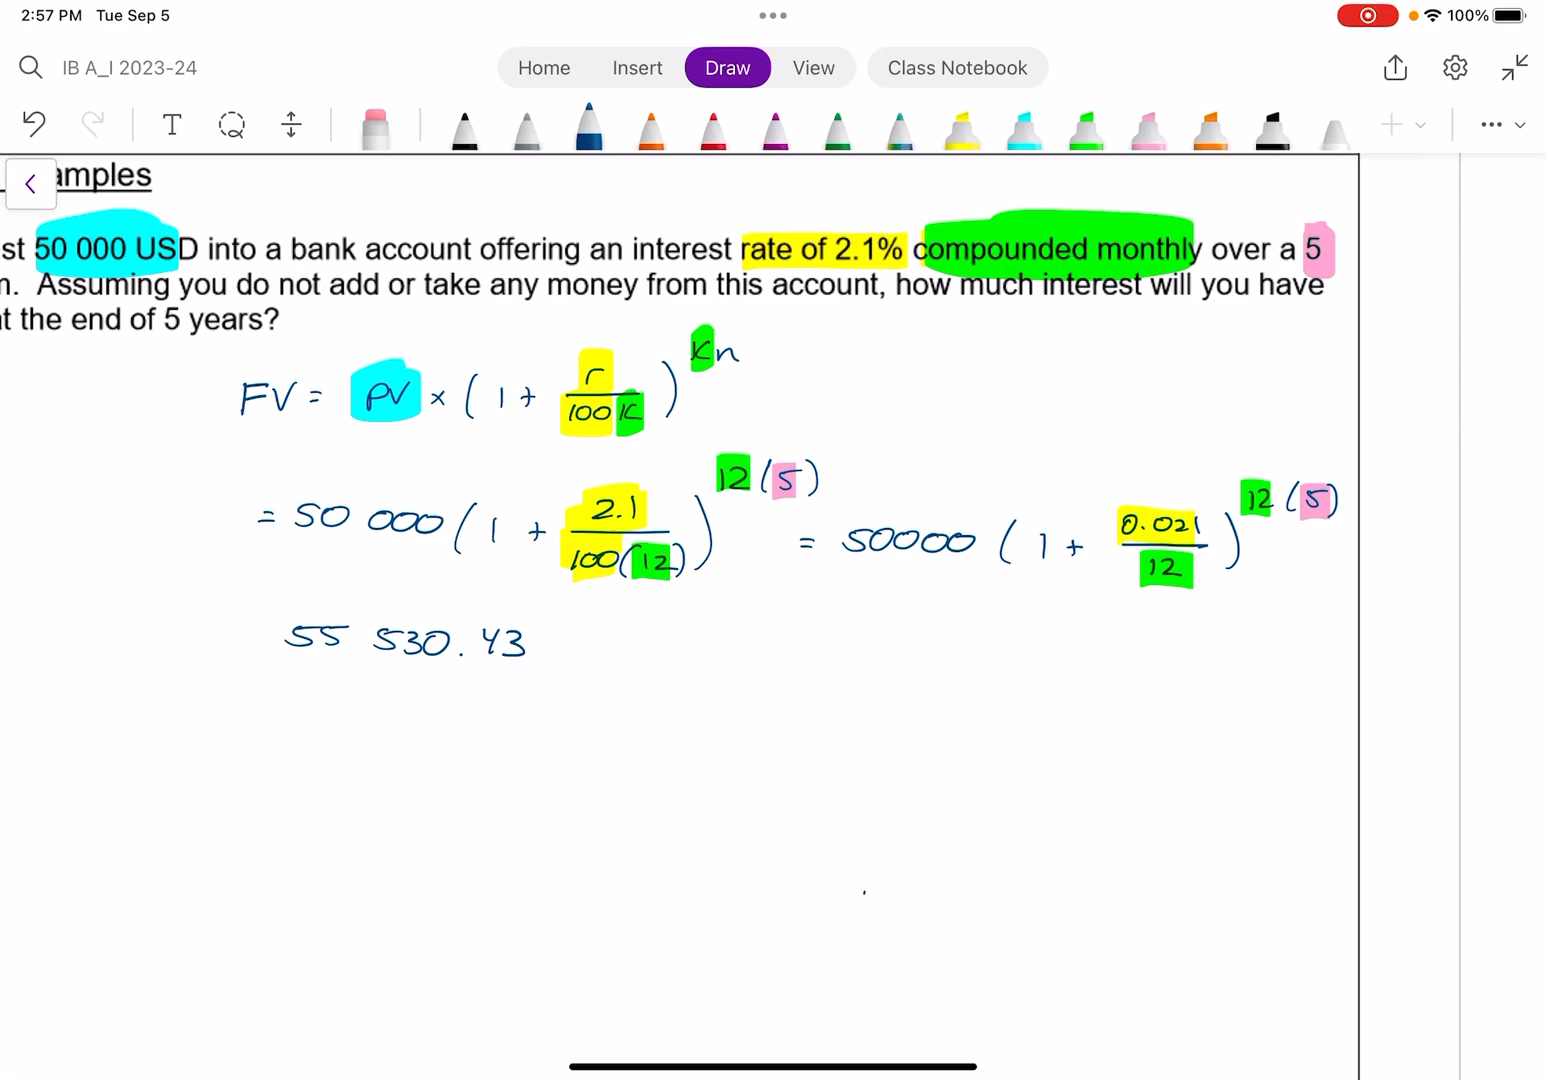 2:57 PM Tue Sep 5
100%
IB A_I 2023-24
Home Insert Draw View Class Notebook
T
amples
st 50 000 USD into a bank account offering an interest rate of 2.1% compounded monthly over a 5
. Assuming you do not add or take any money from this account, how much interest will you have
t the end of 5 years?
FV = PV × ( 1 + r / 100 k )^kn
= 50 000 ( 1 + 2.1 / 100(12) )^12(5) = 50000 ( 1 + 0.021 / 12 )^12(5)
55 530.43